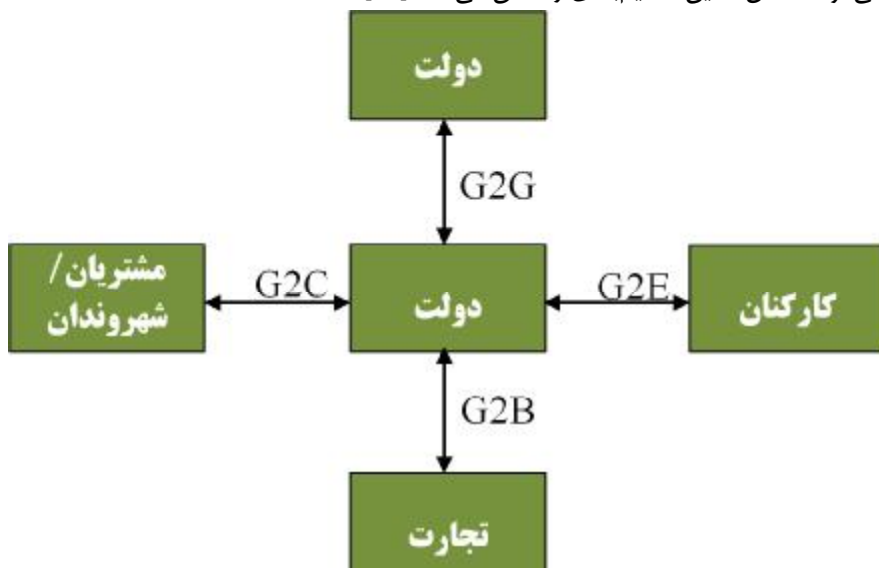 دولت
G2G
مشتریان/
شهروندان
G2C
دولت
G2E
کارکنان
G2B
تجارت